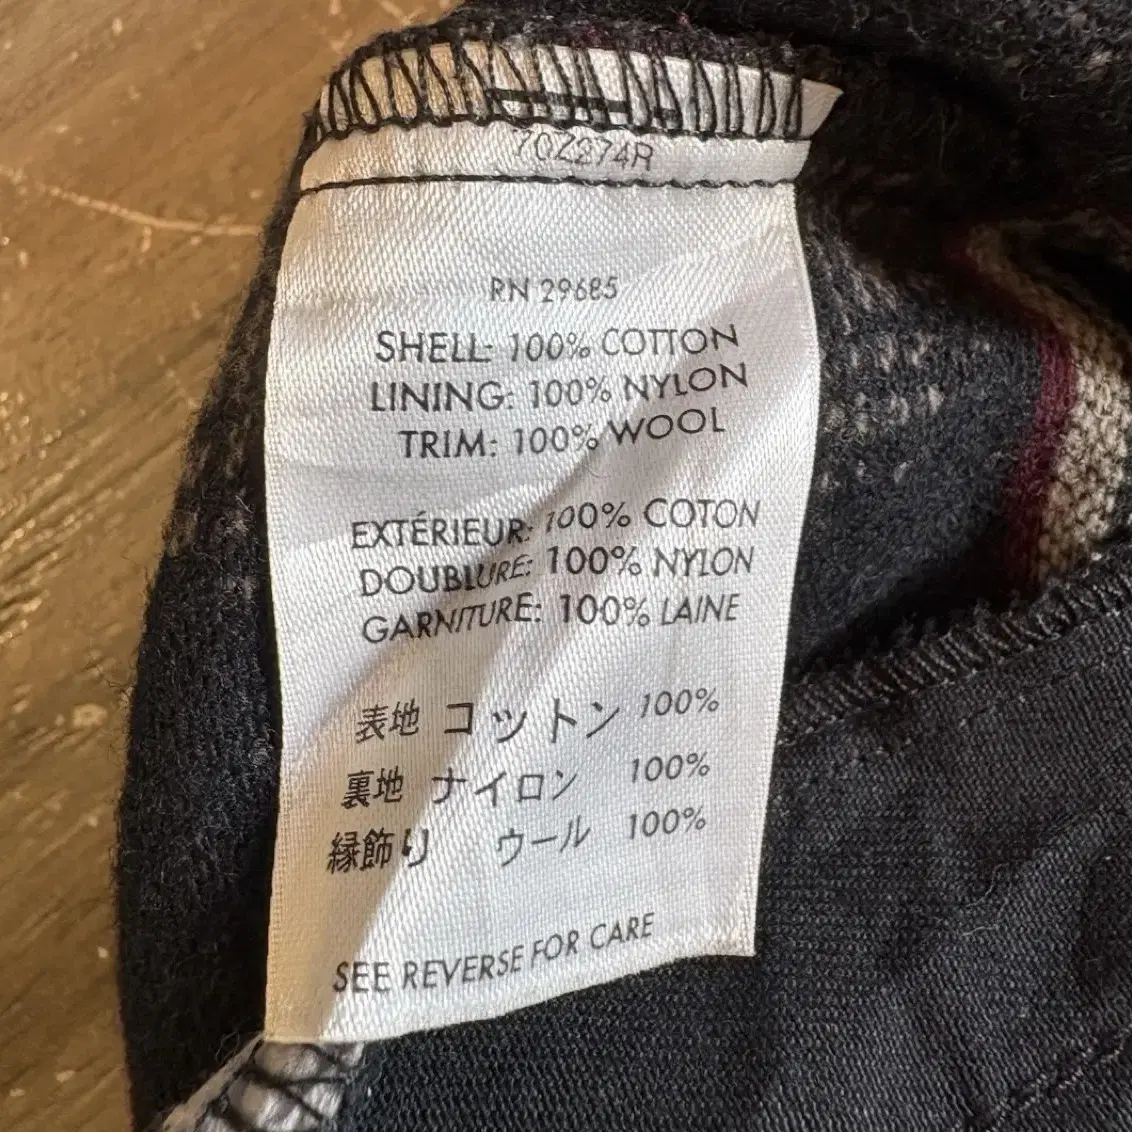 70Z274R
RN 29685
SHELL: 100% COTTON
LINING: 100% NYLON
TRIM: 100% WOOL
EXTÉRIEUR: 100% COTON
DOUBLURE: 100% NYLON
GARNITURE: 100% LAINE
表地 コットン 100%
裏地 ナイロン 100%
縁飾り ウール 100%
SEE REVERSE FOR CARE